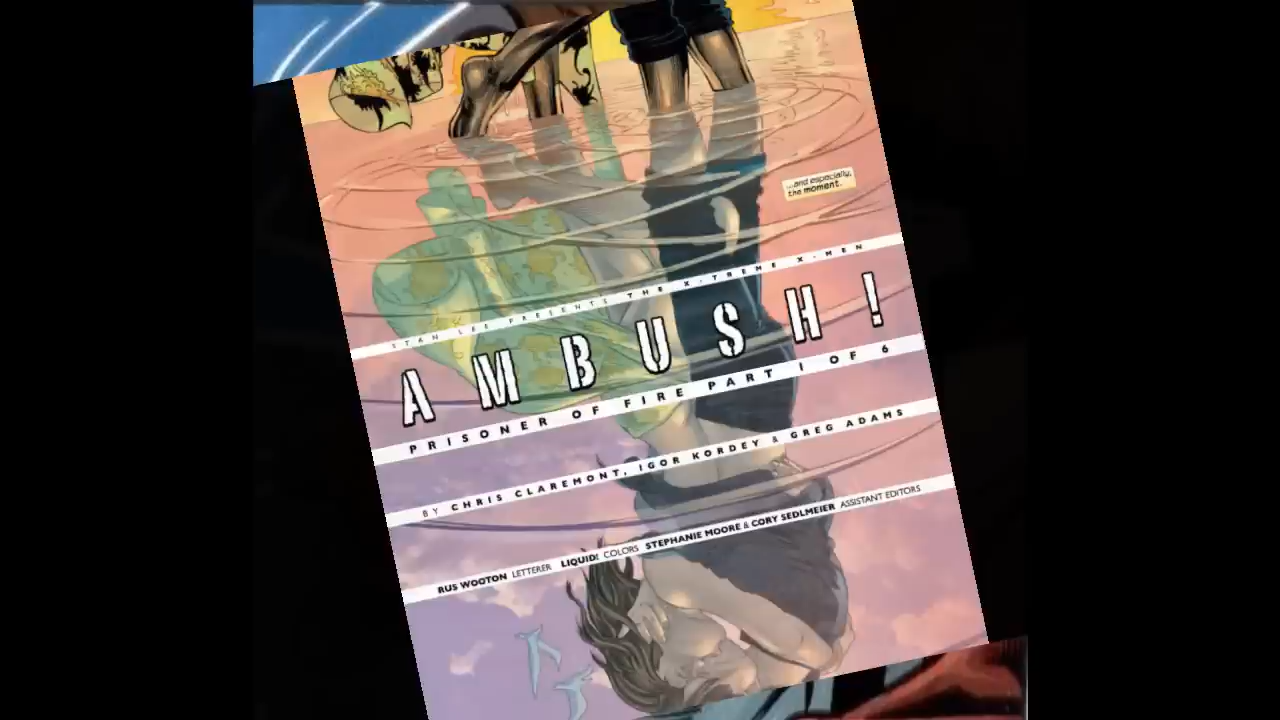 ...and especially,
the moment.
STAN LEE PRESENTS THE X-TREME X-MEN
AMBUSH!
PRISONER OF FIRE PART 1 OF 6
BY CHRIS CLAREMONT, IGOR KORDEY & GREG ADAMS
RUS WOOTON LETTERER LIQUID! COLORS STEPHANIE MOORE & CORY SEDLMEIER ASSISTANT EDITORS